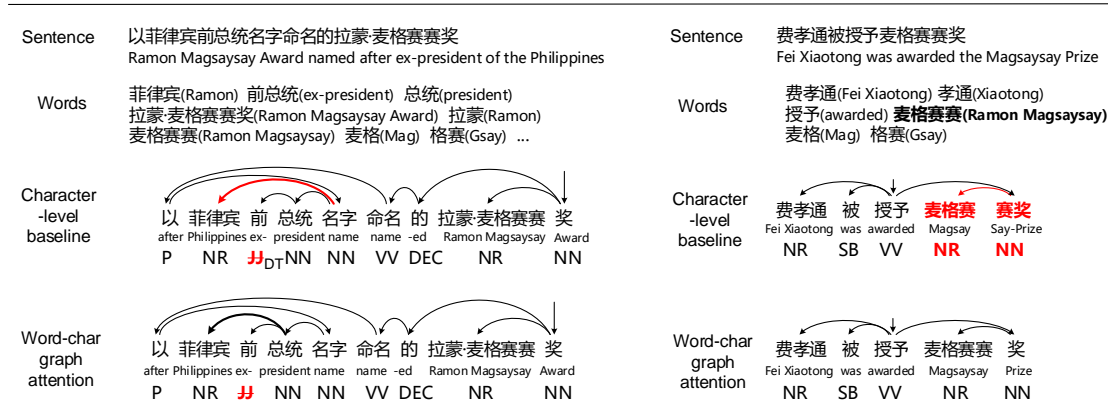 Sentence
以菲律宾前总统名字命名的拉蒙·麦格赛赛奖
Ramon Magsaysay Award named after ex-president of the Philippines
Words
菲律宾(Ramon) 前总统(ex-president) 总统(president)
拉蒙·麦格赛赛奖(Ramon Magsaysay Award) 拉蒙(Ramon)
麦格赛赛(Ramon Magsaysay) 麦格(Mag) 格赛(Gsay) ...
Character
-level
baseline
以 菲律宾 前 总统 名字 命名 的 拉蒙·麦格赛赛 奖
after Philippines ex- president name name -ed Ramon Magsaysay Award
P NR JJ DT NN NN VV DEC NR NN
Word-char
graph
attention
以 菲律宾 前 总统 名字 命名 的 拉蒙·麦格赛赛 奖
after Philippines ex- president name name -ed Ramon Magsaysay Award
P NR JJ NN NN VV DEC NR NN
Sentence
费孝通被授予麦格赛赛奖
Fei Xiaotong was awarded the Magsaysay Prize
Words
费孝通(Fei Xiaotong) 孝通(Xiaotong)
授予(awarded) 麦格赛赛(Ramon Magsaysay)
麦格(Mag) 格赛(Gsay)
Character
-level
baseline
费孝通 被 授予 麦格赛 赛奖
Fei Xiaotong was awarded Magsay Say-Prize
NR SB VV NR NN
Word-char
graph
attention
费孝通 被 授予 麦格赛赛 奖
Fei Xiaotong was awarded Magsaysay Prize
NR SB VV NR NN